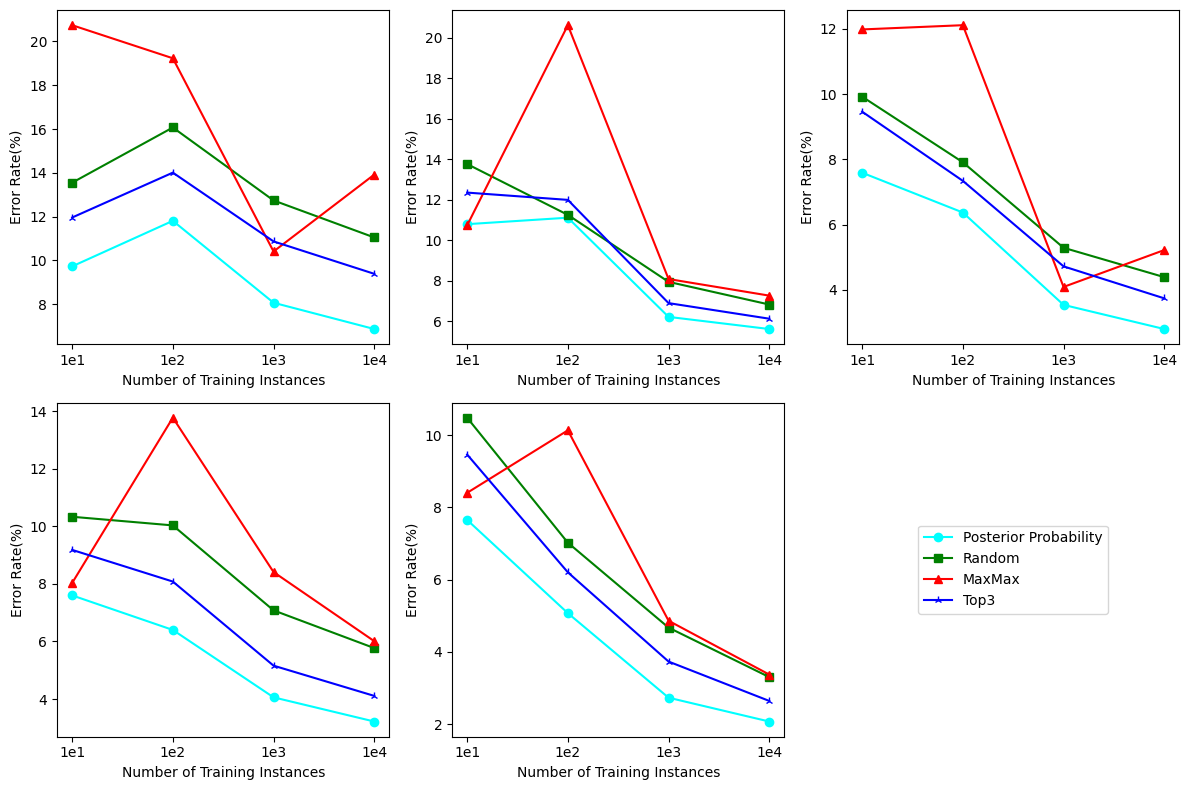 20
18
16
14
12
10
8
Error Rate(%)
1e1 1e2 1e3 1e4
Number of Training Instances
20
18
16
14
12
10
8
6
Error Rate(%)
1e1 1e2 1e3 1e4
Number of Training Instances
12
10
8
6
4
Error Rate(%)
1e1 1e2 1e3 1e4
Number of Training Instances
14
12
10
8
6
4
Error Rate(%)
1e1 1e2 1e3 1e4
Number of Training Instances
10
8
6
4
2
Error Rate(%)
1e1 1e2 1e3 1e4
Number of Training Instances
Posterior Probability
Random
MaxMax
Top3